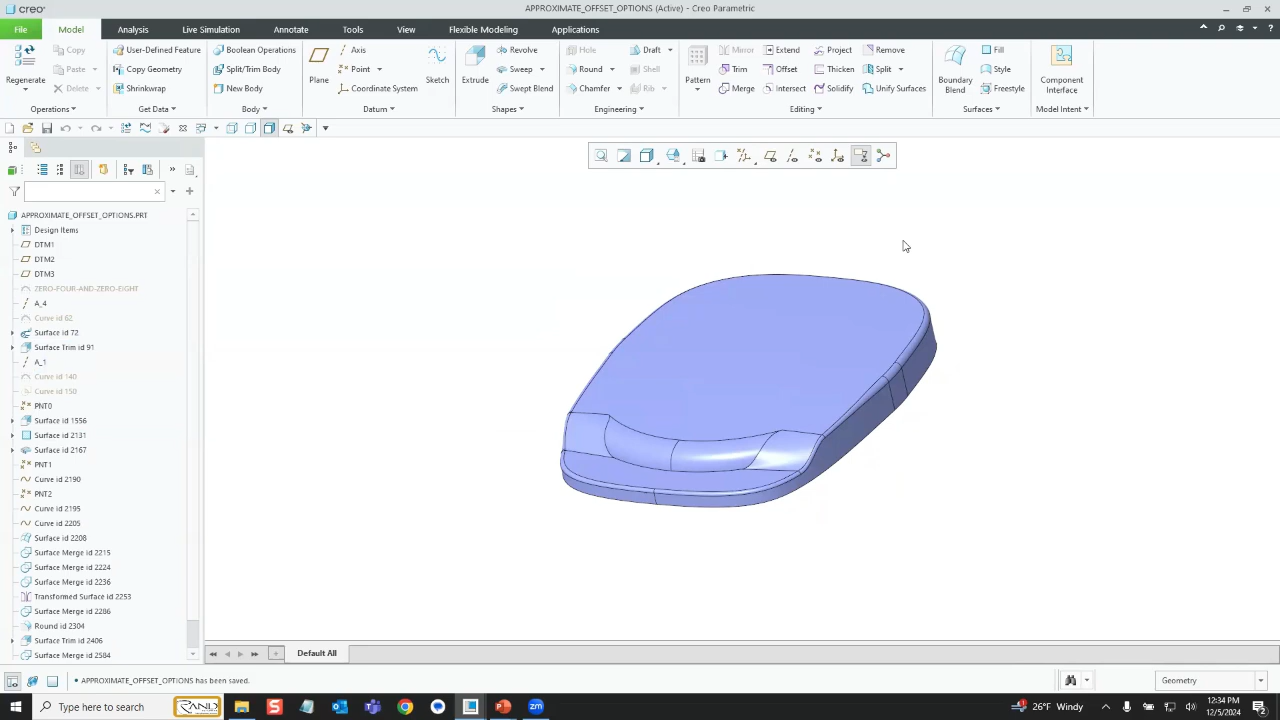 creo
APPROXIMATE_OFFSET_OPTIONS (Active) - Creo Parametric
File Model Analysis Live Simulation Annotate Tools View Flexible Modeling Applications
Regenerate
Copy
Paste
Delete
Operations
User-Defined Feature
Copy Geometry
Shrinkwrap
Get Data
Boolean Operations
Split/Trim Body
New Body
Body
Plane
Axis
Point
Coordinate System
Sketch
Datum
Extrude
Revolve
Sweep
Swept Blend
Shapes
Hole
Round
Chamfer
Draft
Shell
Rib
Engineering
Pattern
Mirror
Trim
Merge
Extend
Offset
Intersect
Project
Thicken
Solidify
Remove
Split
Unify Surfaces
Editing
Boundary Blend
Fill
Style
Freestyle
Surfaces
Component Interface
Model Intent
APPROXIMATE_OFFSET_OPTIONS.PRT
Design Items
DTM1
DTM2
DTM3
ZERO-FOUR-AND-ZERO-EIGHT
A_4
Curve id 62
Surface id 72
Surface Trim id 91
A_1
Curve id 140
Curve id 150
PNT0
Surface id 1556
Surface id 2131
Surface id 2167
PNT1
Curve id 2190
PNT2
Curve id 2195
Curve id 2205
Surface id 2208
Surface Merge id 2215
Surface Merge id 2224
Surface Merge id 2236
Transformed Surface id 2253
Surface Merge id 2286
Round id 2304
Surface Trim id 2406
Surface Merge id 2584
Default All
• APPROXIMATE_OFFSET_OPTIONS has been saved.
Geometry
Type here to search
RAND
26°F Windy
12:34 PM
12/5/2024
2